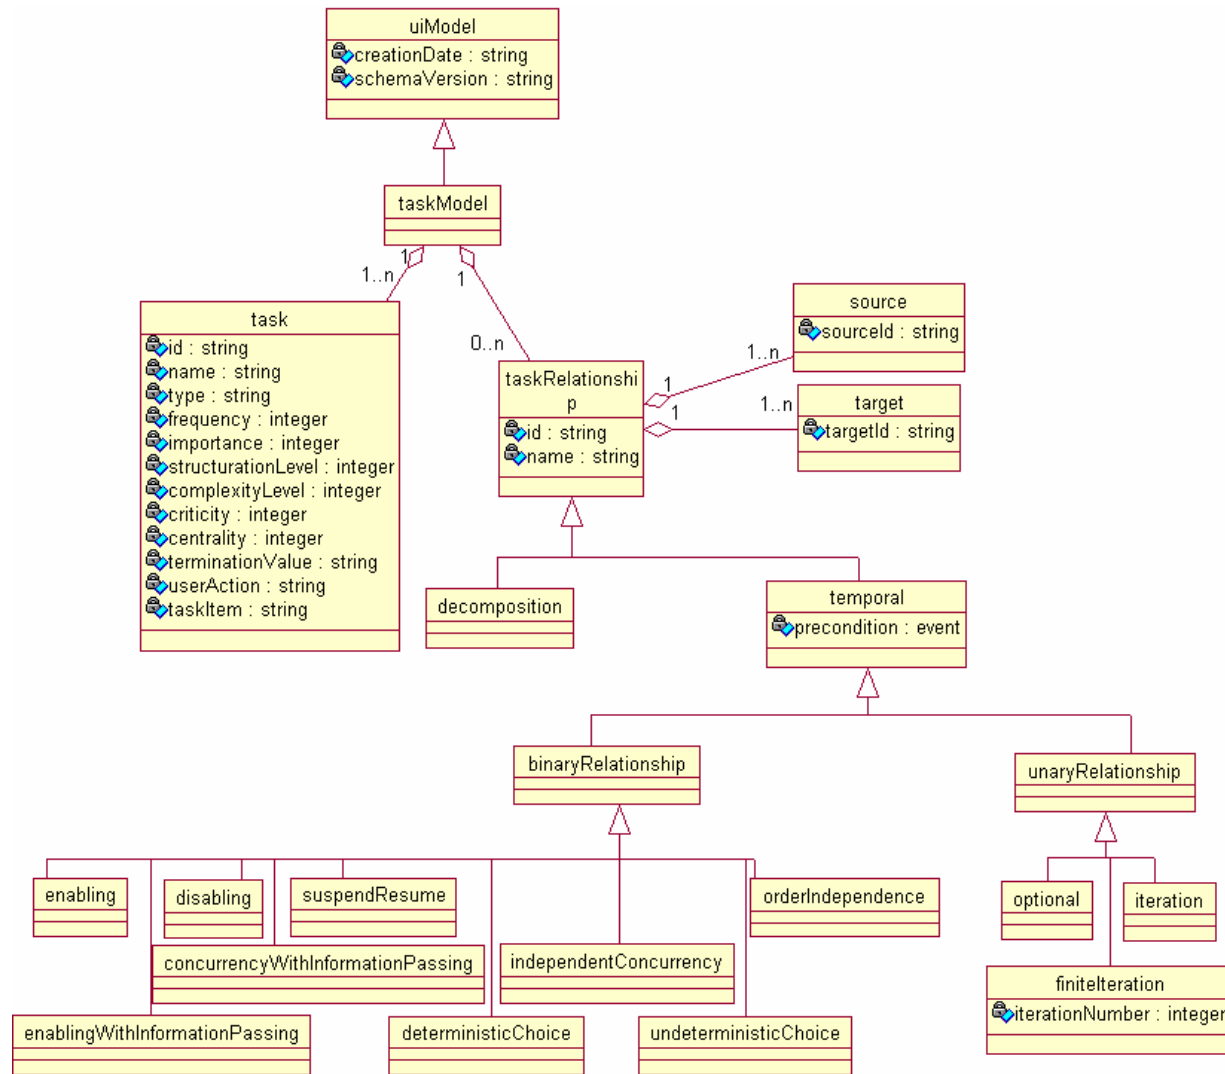 uiModel
creationDate : string
schemaVersion : string
taskModel
1
1..n
1
0..n
task
id : string
name : string
type : string
frequency : integer
importance : integer
structurationLevel : integer
complexityLevel : integer
criticity : integer
centrality : integer
terminationValue : string
userAction : string
taskItem : string
taskRelationshi
p
id : string
name : string
1
1..n
1
1..n
source
sourceId : string
target
targetId : string
decomposition
temporal
precondition : event
binaryRelationship
unaryRelationship
enabling
disabling
suspendResume
orderIndependence
optional
iteration
concurrencyWithInformationPassing
independentConcurrency
finiteIteration
iterationNumber : integer
enablingWithInformationPassing
deterministicChoice
undeterministicChoice